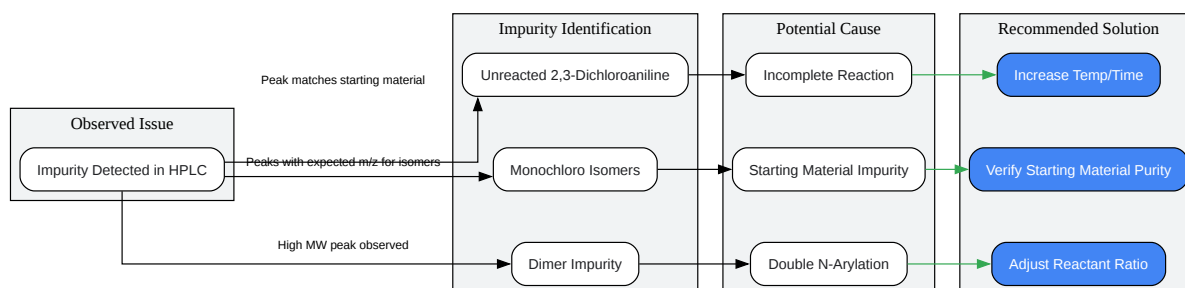 Impurity Identification
Potential Cause
Recommended Solution
Peak matches starting material
Unreacted 2,3-Dichloroaniline
Incomplete Reaction
Increase Temp/Time
Observed Issue
Impurity Detected in HPLC
Peaks with expected m/z for isomers
Monochloro Isomers
Starting Material Impurity
Verify Starting Material Purity
High MW peak observed
Dimer Impurity
Double N-Arylation
Adjust Reactant Ratio